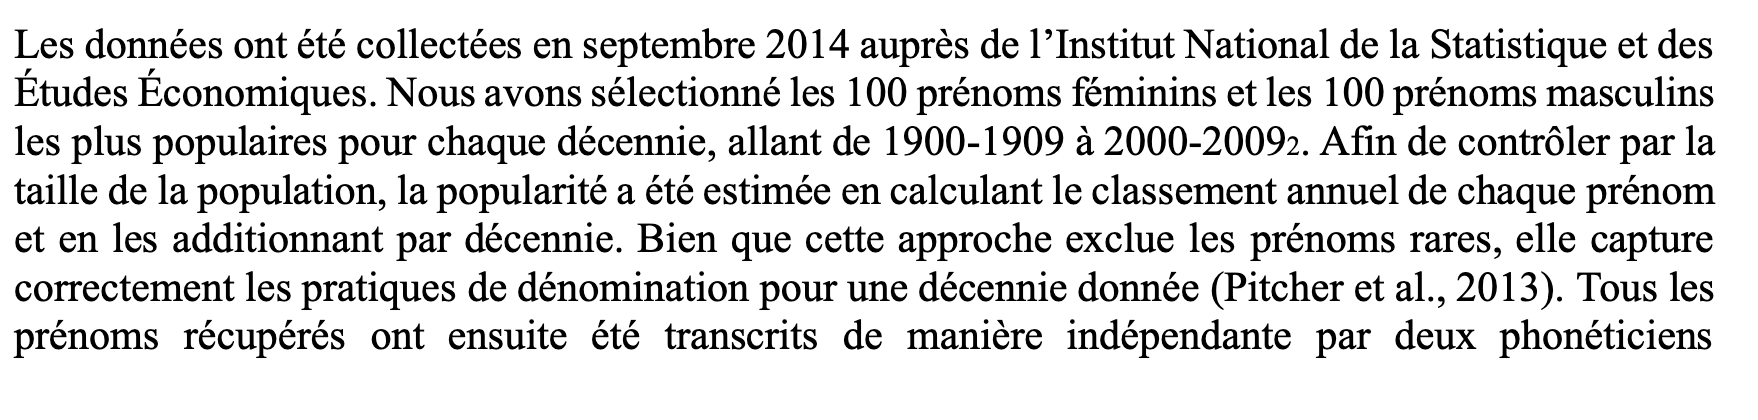 Les données ont été collectées en septembre 2014 auprès de l’Institut National de la Statistique et des
Études Économiques. Nous avons sélectionné les 100 prénoms féminins et les 100 prénoms masculins
les plus populaires pour chaque décennie, allant de 1900-1909 à 2000-20092. Afin de contrôler par la
taille de la population, la popularité a été estimée en calculant le classement annuel de chaque prénom
et en les additionnant par décennie. Bien que cette approche exclue les prénoms rares, elle capture
correctement les pratiques de dénomination pour une décennie donnée (Pitcher et al., 2013). Tous les
prénoms récupérés ont ensuite été transcrits de manière indépendante par deux phonéticiens